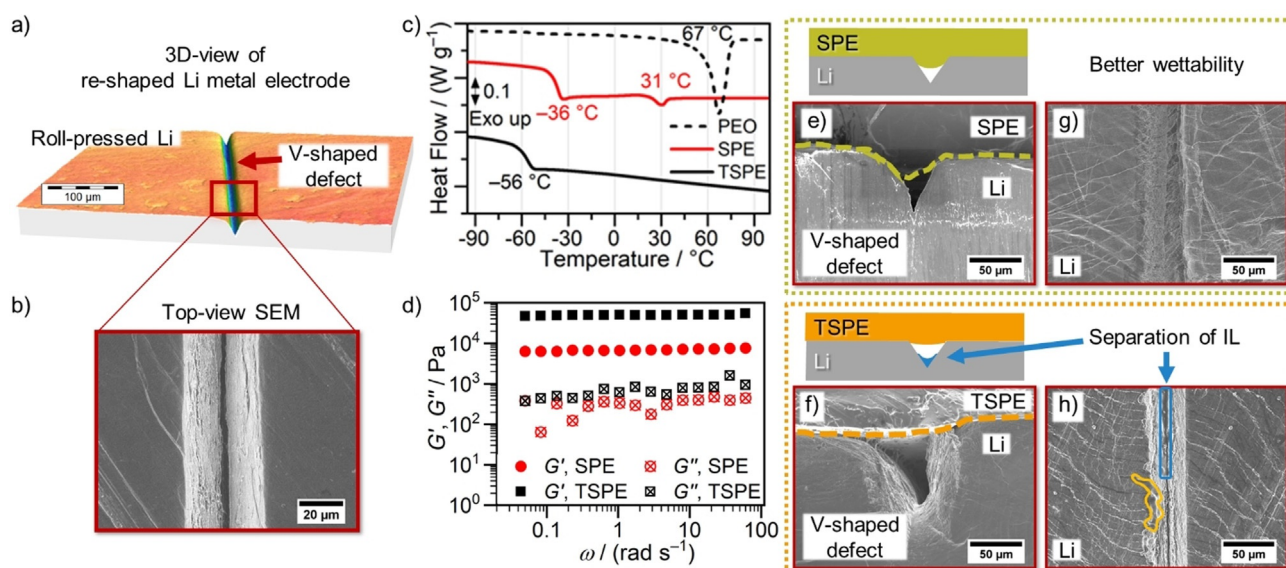 a)
3D-view of
re-shaped Li metal electrode
Roll-pressed Li
V-shaped
defect
100 µm
b)
Top-view SEM
20 µm
c)
Heat Flow / (W g⁻¹)
0.1
Exo up
67 °C
31 °C
−36 °C
−56 °C
PEO
SPE
TSPE
-90 -60 -30 0 30 60 90
Temperature / °C
d)
G', G'' / Pa
10⁵
10⁴
10³
10²
10¹
10⁰
G', SPE
G'', SPE
G', TSPE
G'', TSPE
0.1 1 10 100
ω / (rad s⁻¹)
SPE
Li
Better wettability
e)
SPE
Li
V-shaped
defect
50 µm
g)
Li
50 µm
TSPE
Li
Separation of IL
f)
TSPE
Li
V-shaped
defect
50 µm
h)
Li
50 µm